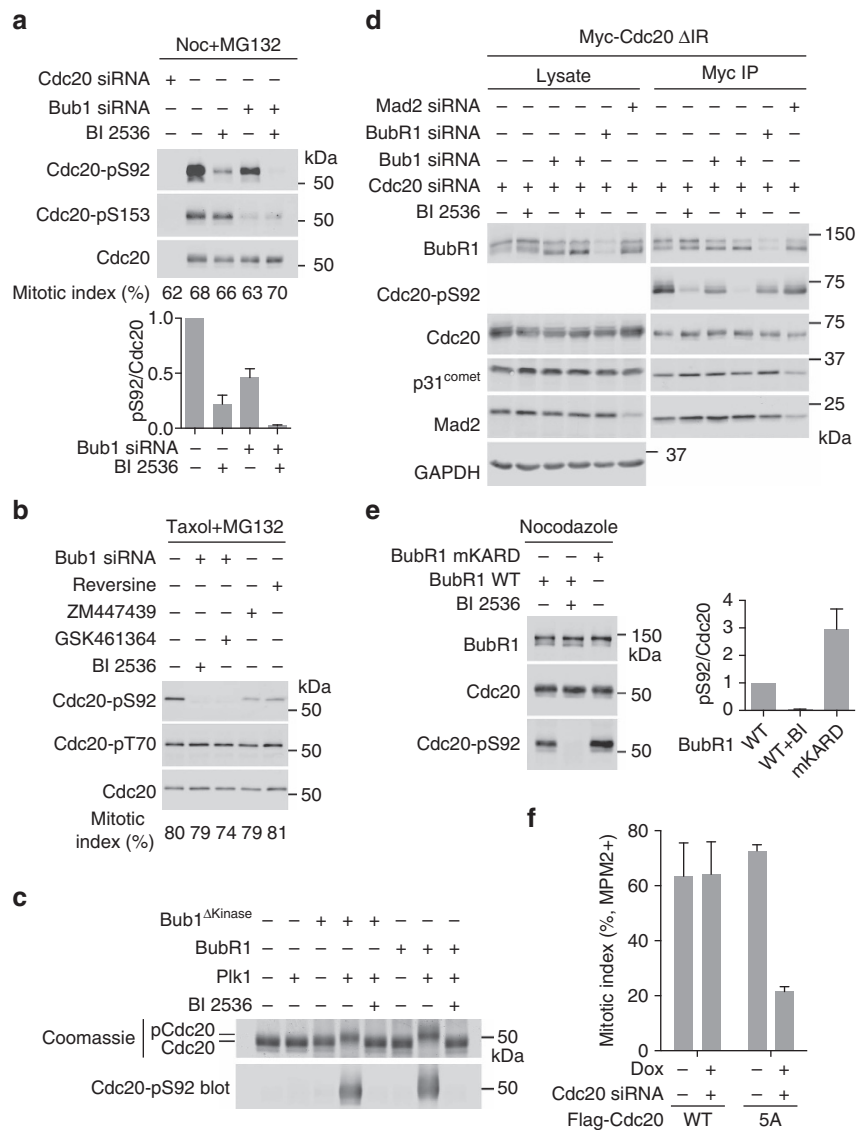 a
Noc+MG132
Cdc20 siRNA + – – – – –
Bub1 siRNA – – – + +
BI 2536 – – + – +
kDa
Cdc20-pS92
50
Cdc20-pS153
50
Cdc20
50
Mitotic index (%) 62 68 66 63 70
pS92/Cdc20
1.0
0.5
0.0
Bub1 siRNA – – + +
BI 2536 – + – +
b
Taxol+MG132
Bub1 siRNA – + + – –
Reversine – – – – +
ZM447439 – – – + –
GSK461364 – – + – –
BI 2536 – + – – –
kDa
Cdc20-pS92
50
Cdc20-pT70
50
Cdc20
50
Mitotic
index (%) 80 79 74 79 81
c
Bub1ΔKinase – – + + + – – –
BubR1 – – – – – + + +
Plk1 – + – + + – + +
BI 2536 – – – – + – – +
Coomassie
pCdc20
Cdc20
50
kDa
Cdc20-pS92 blot
50
d
Myc-Cdc20 ΔIR
Lysate Myc IP
Mad2 siRNA – – – – – + – – – – – +
BubR1 siRNA – – – – + – – – – – + –
Bub1 siRNA – – + + – – – – + + – –
Cdc20 siRNA + + + + + + + + + + + +
BI 2536 – + – + – – – + – + – –
BubR1
150
Cdc20-pS92
75
Cdc20
75
p31comet
37
Mad2
25
kDa
GAPDH
37
e
Nocodazole
BubR1 mKARD – – +
BubR1 WT + + –
BI 2536 – + –
BubR1
150
kDa
Cdc20
50
Cdc20-pS92
50
pS92/Cdc20
4
3
2
1
0
BubR1 WT WT+BI mKARD
f
Mitotic index (%, MPM2+)
80
60
40
20
0
Dox – + – +
Cdc20 siRNA – + – +
Flag-Cdc20 WT 5A